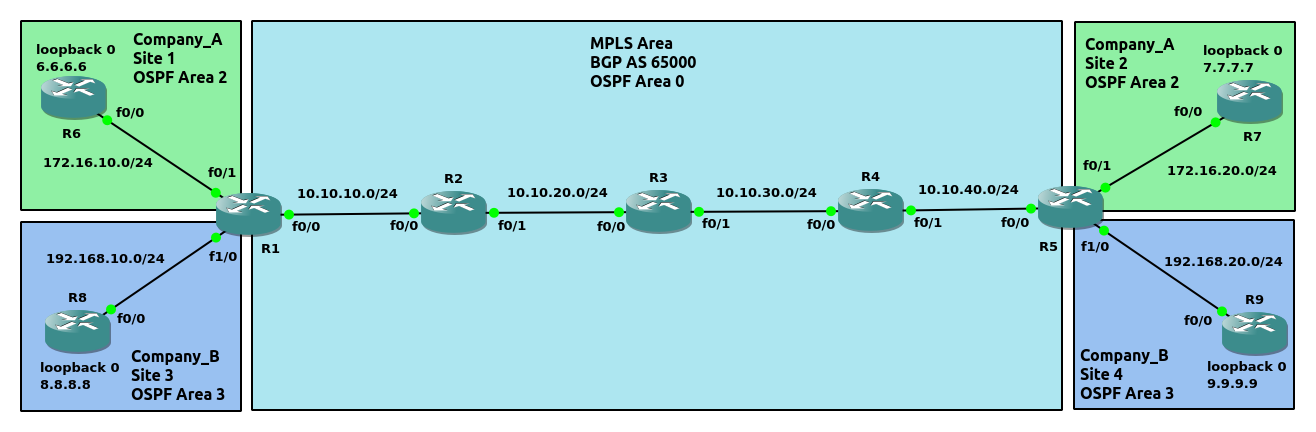 loopback 0
6.6.6.6
Company_A
Site 1
OSPF Area 2
f0/0
R6
172.16.10.0/24
f0/1
MPLS Area
BGP AS 65000
OSPF Area 0
Company_A
Site 2
OSPF Area 2
loopback 0
7.7.7.7
f0/0
R7
172.16.20.0/24
f0/1
R1
f0/0
10.10.10.0/24
R2
f0/0
f0/1
10.10.20.0/24
R3
f0/0
f0/1
10.10.30.0/24
R4
f0/0
f0/1
10.10.40.0/24
f0/0
R5
f1/0
192.168.10.0/24
R8
f0/0
loopback 0
8.8.8.8
Company_B
Site 3
OSPF Area 3
f1/0
192.168.20.0/24
R9
f0/0
loopback 0
9.9.9.9
Company_B
Site 4
OSPF Area 3